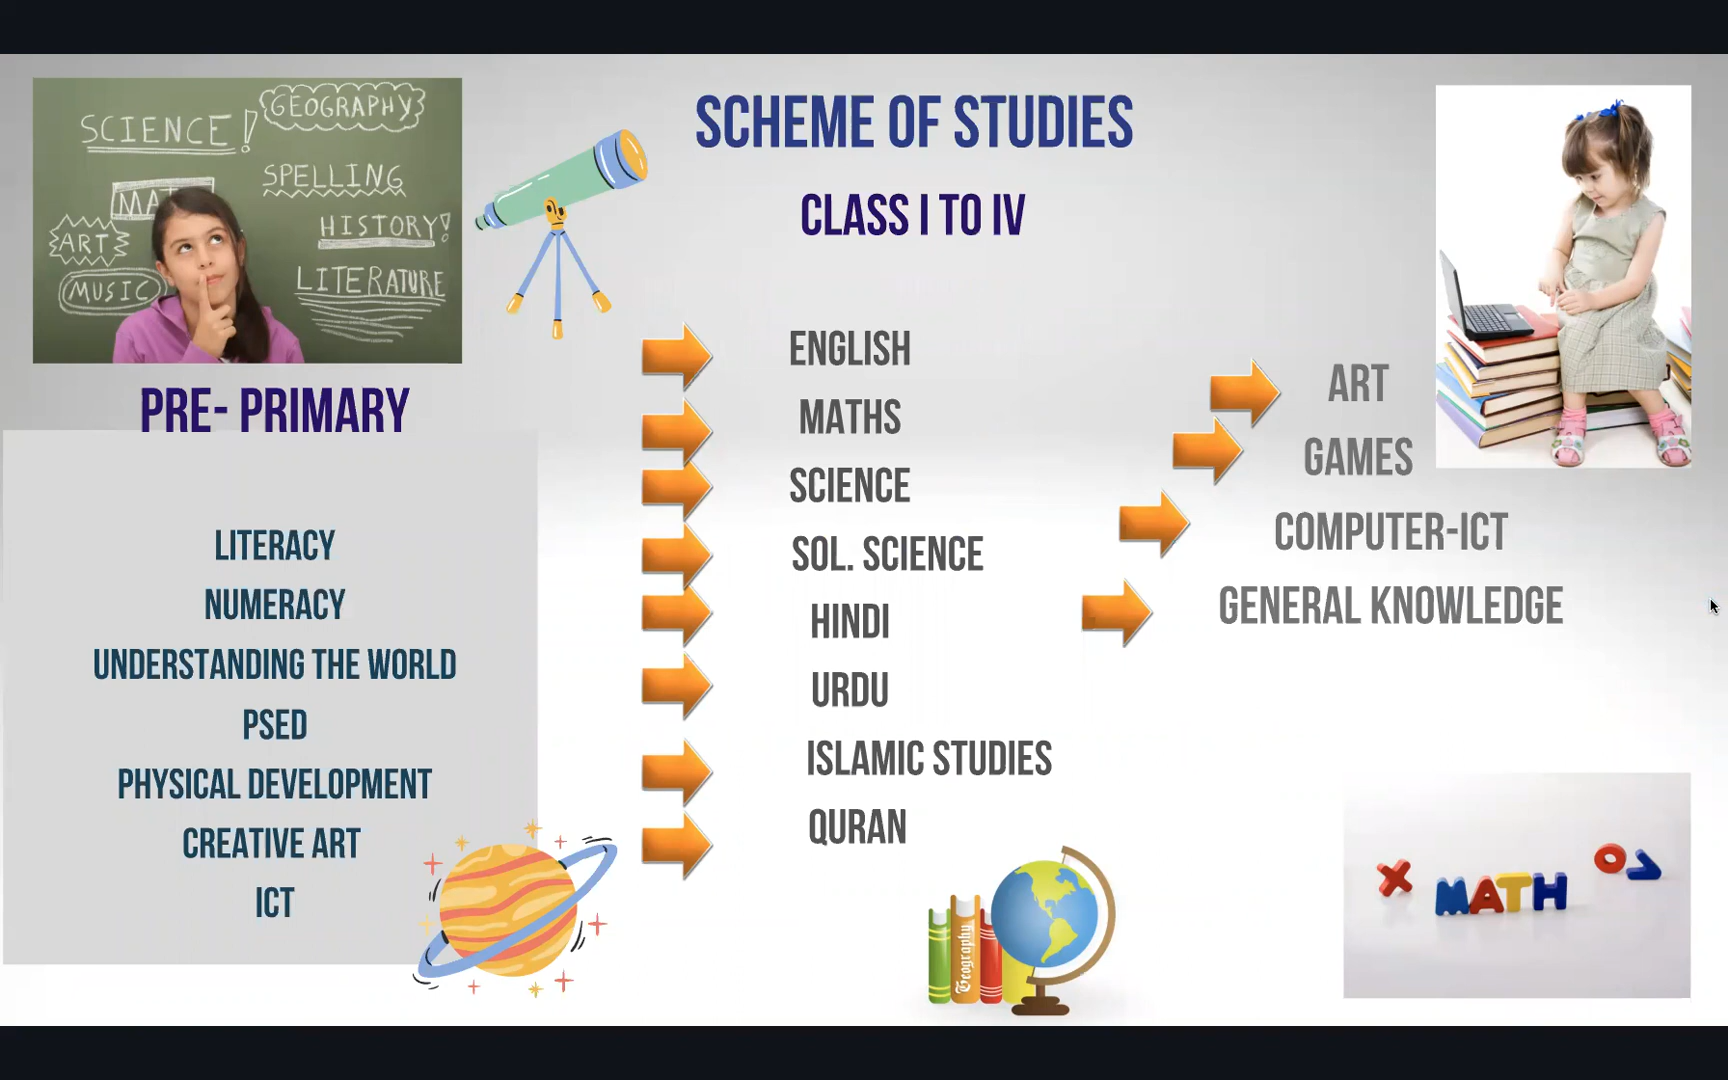 SCIENCE!
GEOGRAPHY
SPELLING
MAT
HISTORY!
ART
LITERATURE
MUSIC
SCHEME OF STUDIES
CLASS I TO IV
PRE- PRIMARY
LITERACY
NUMERACY
UNDERSTANDING THE WORLD
PSED
PHYSICAL DEVELOPMENT
CREATIVE ART
ICT
ENGLISH
MATHS
SCIENCE
SOL. SCIENCE
HINDI
URDU
ISLAMIC STUDIES
QURAN
ART
GAMES
COMPUTER-ICT
GENERAL KNOWLEDGE
Geography
MATH